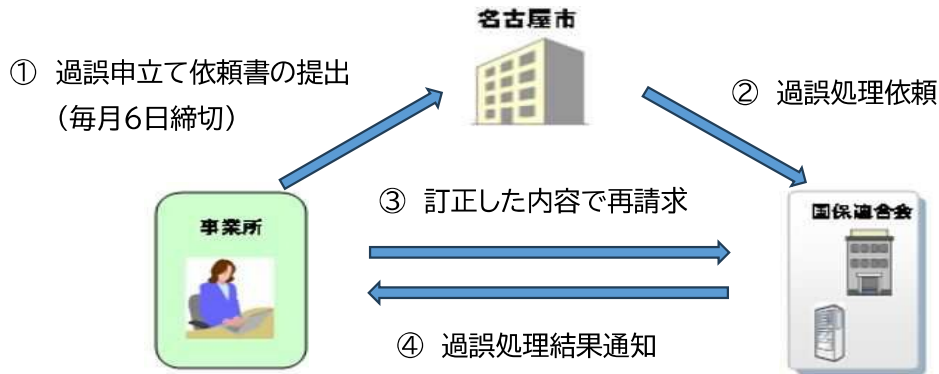 名古屋市
① 過誤申立て依頼書の提出
（毎月6日締切）
② 過誤処理依頼
③ 訂正した内容で再請求
事業所
国保連合会
④ 過誤処理結果通知